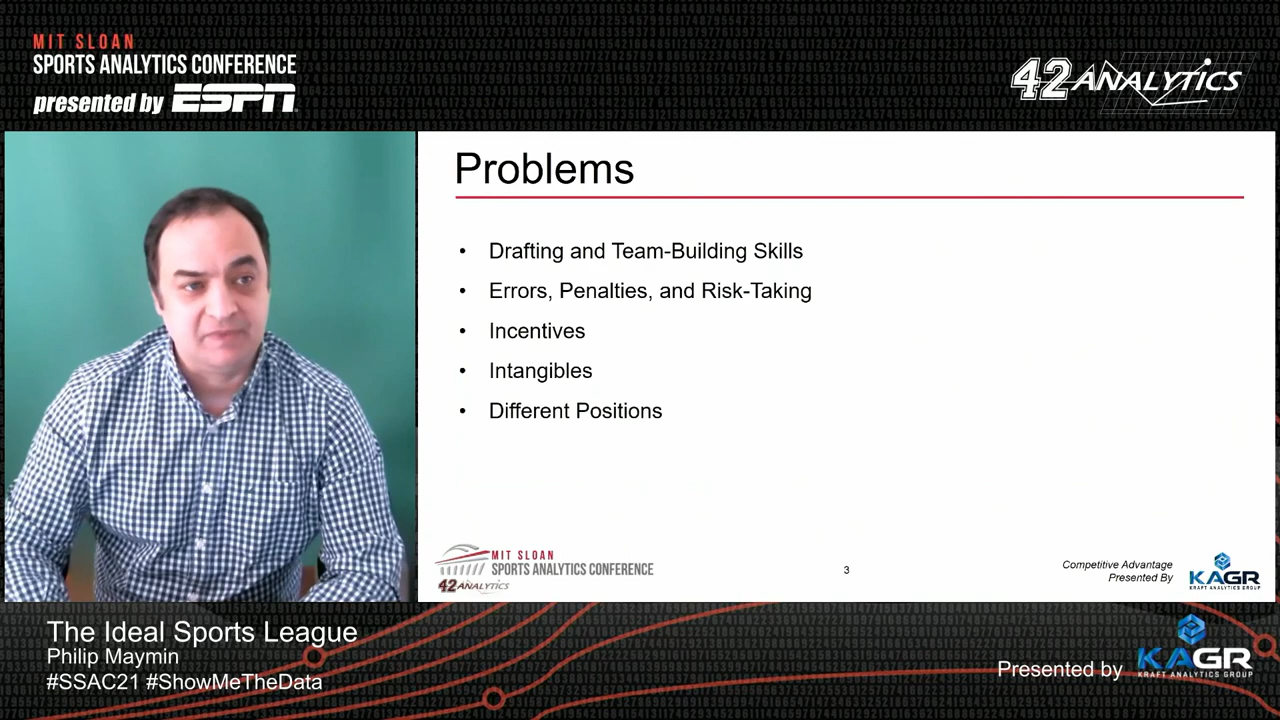 MIT SLOAN
SPORTS ANALYTICS CONFERENCE
presented by ESPN
42 ANALYTICS
Problems
• Drafting and Team-Building Skills
• Errors, Penalties, and Risk-Taking
• Incentives
• Intangibles
• Different Positions
MIT SLOAN
SPORTS ANALYTICS CONFERENCE
42 ANALYTICS
3
Competitive Advantage
Presented By
KAGR
KRAFT ANALYTICS GROUP
The Ideal Sports League
Philip Maymin
#SSAC21 #ShowMeTheData
Presented by
KAGR
KRAFT ANALYTICS GROUP